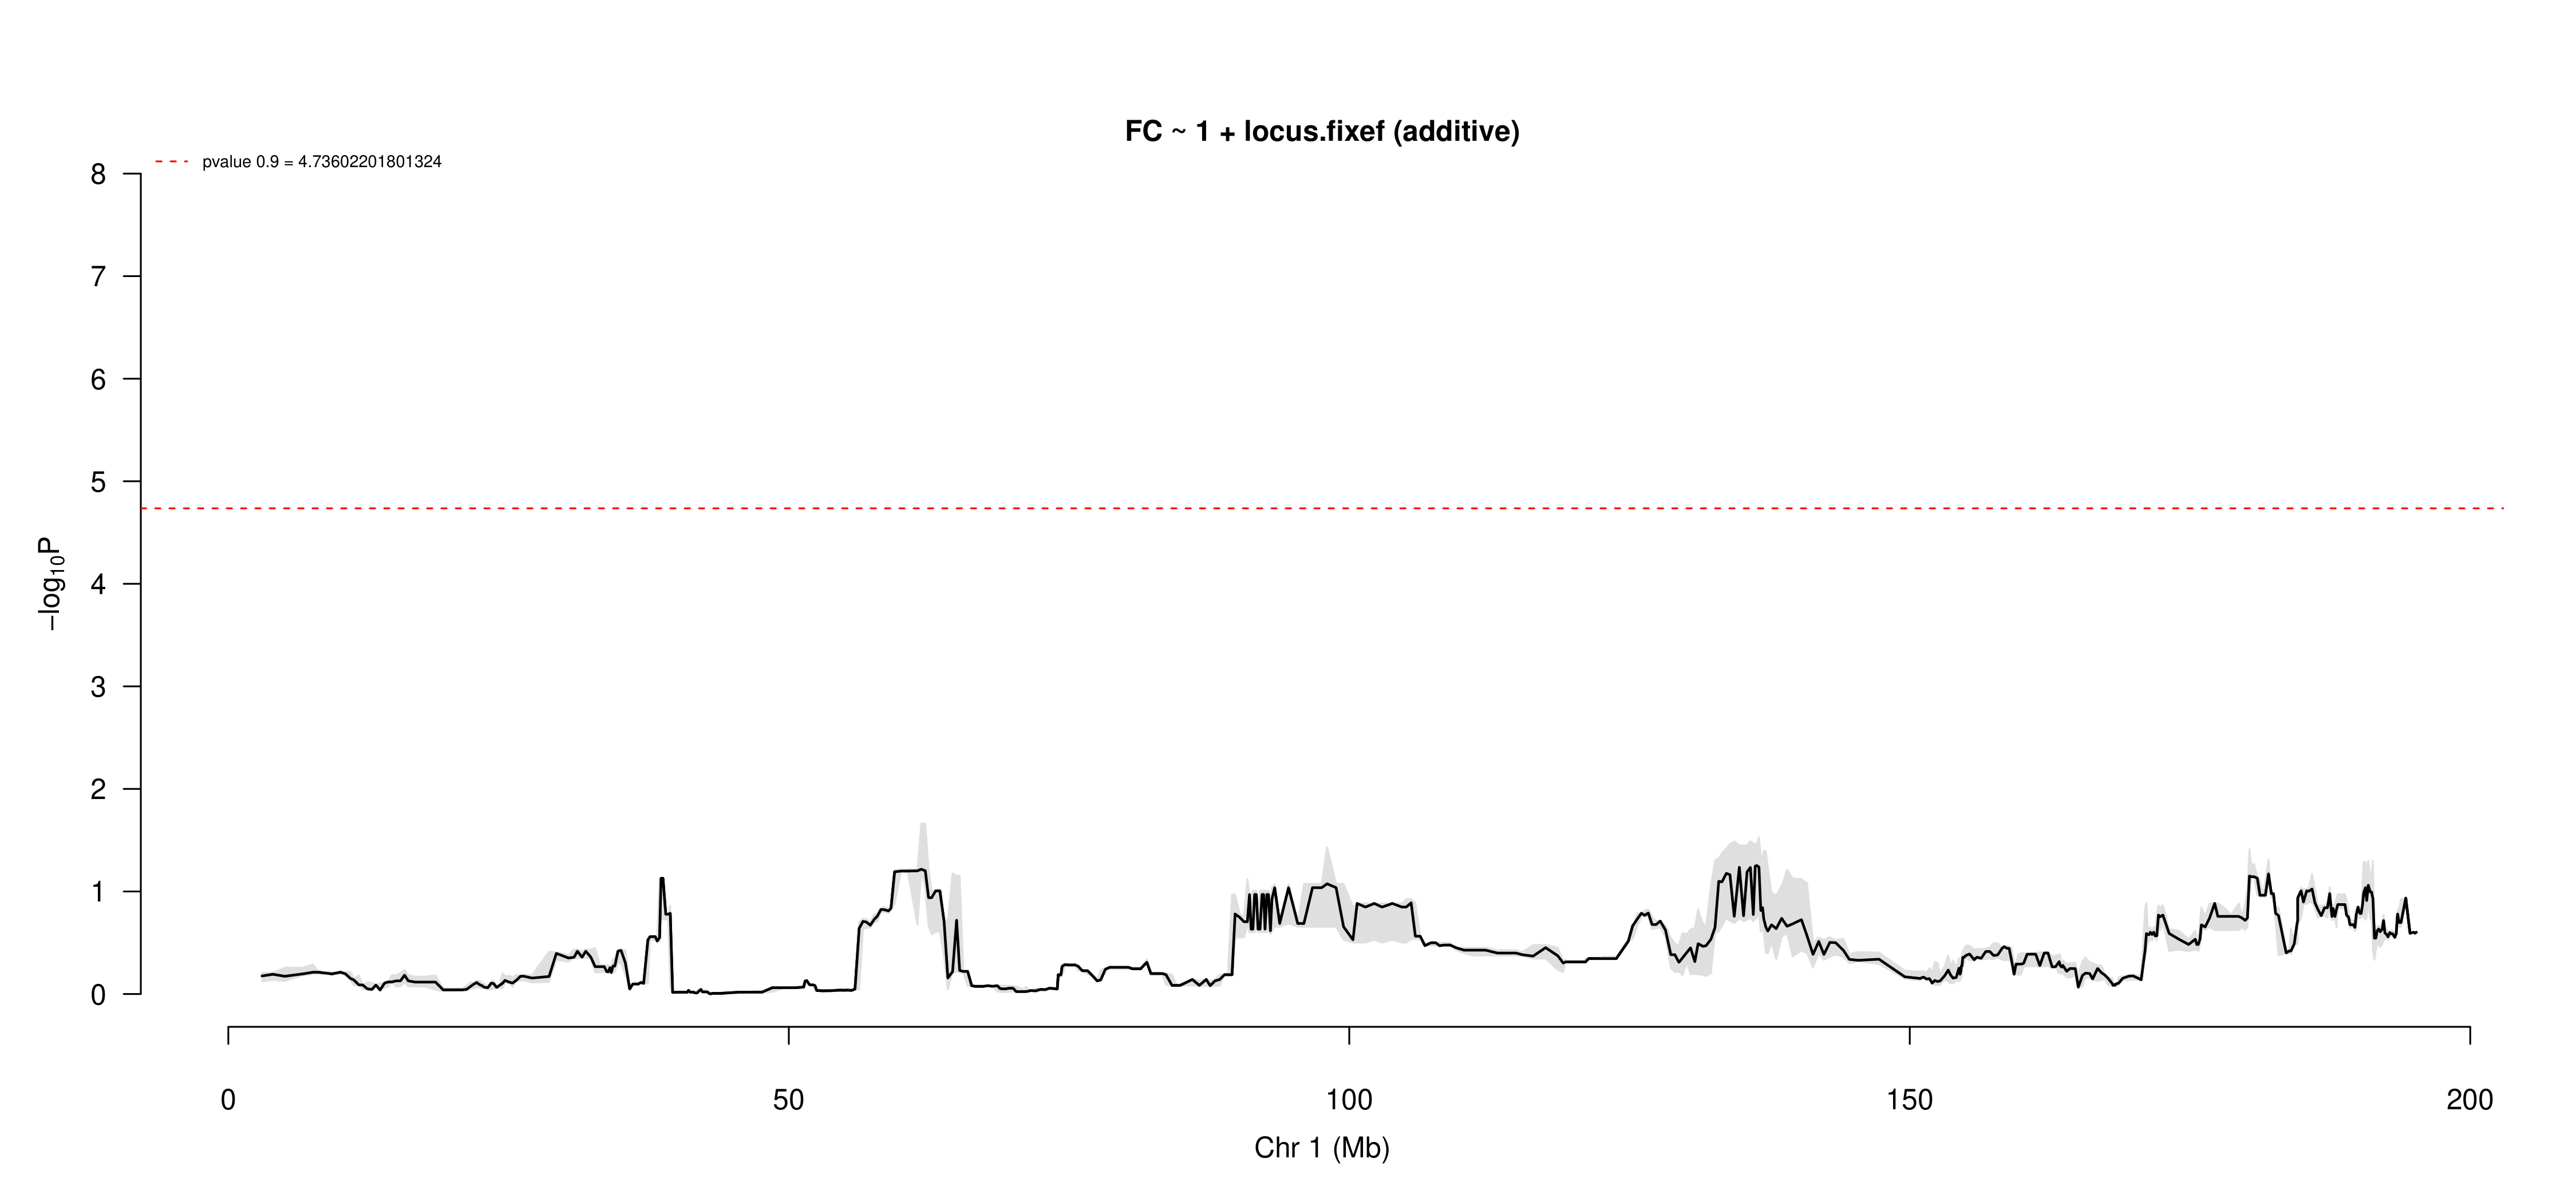 FC ~ 1 + locus.fixef (additive)
pvalue 0.9 = 4.73602201801324
8
7
6
5
4
3
2
1
0
−log10P
0 50 100 150 200
Chr 1 (Mb)